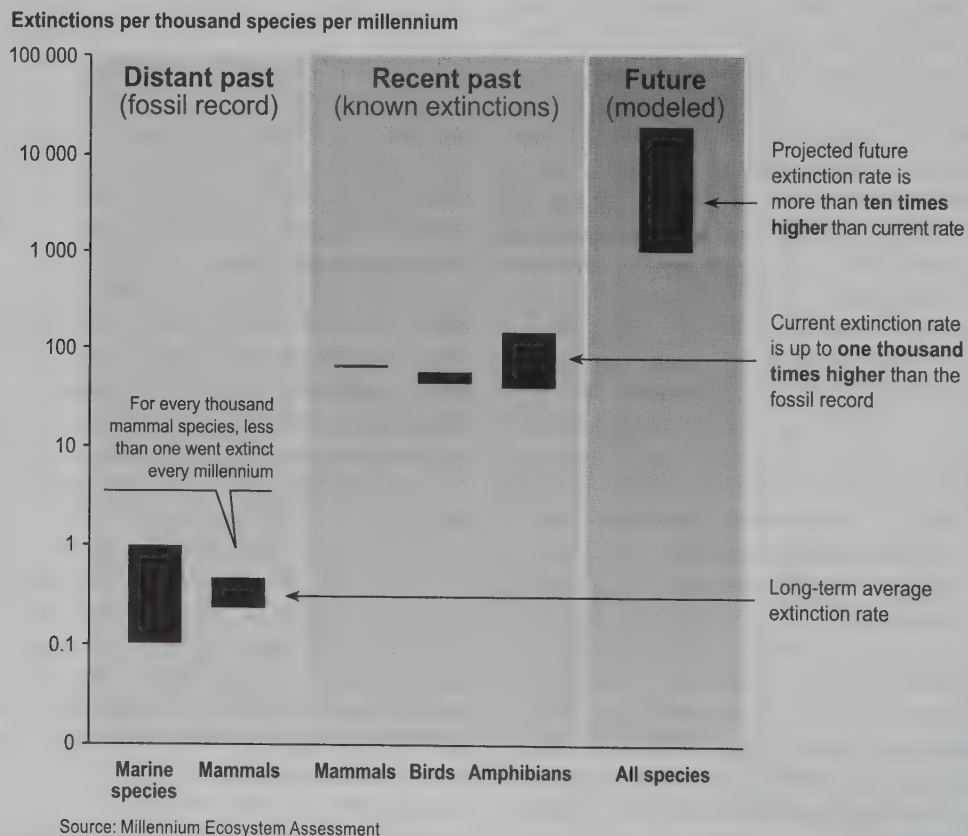 Extinctions per thousand species per millennium
100 000
10 000
1 000
100
10
1
0.1
0
Distant past
(fossil record)
Recent past
(known extinctions)
Future
(modeled)
Projected future
extinction rate is
more than ten times
higher than current rate
Current extinction rate
is up to one thousand
times higher than the
fossil record
For every thousand
mammal species, less
than one went extinct
every millennium
Long-term average
extinction rate
Marine
species
Mammals
Mammals
Birds
Amphibians
All species
Source: Millennium Ecosystem Assessment